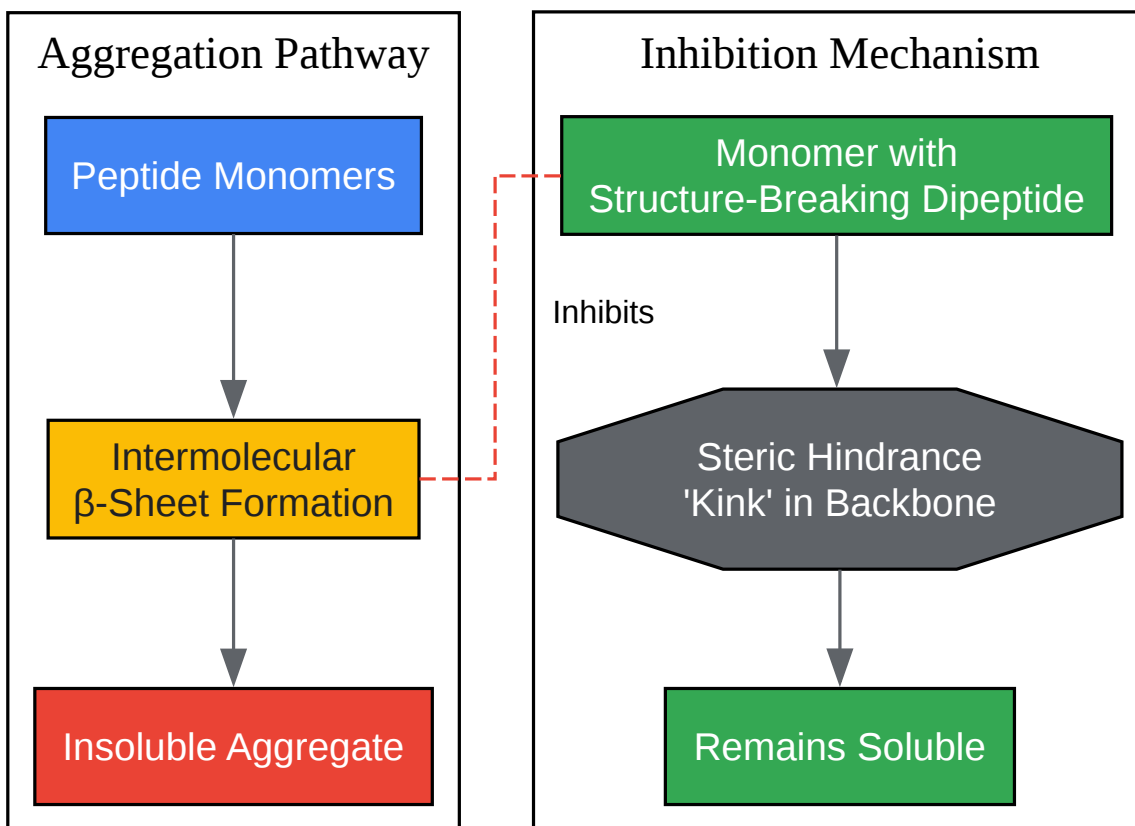 Aggregation Pathway
Peptide Monomers
Intermolecular
β-Sheet Formation
Insoluble Aggregate
Inhibition Mechanism
Monomer with
Structure-Breaking Dipeptide
Inhibits
Steric Hindrance
'Kink' in Backbone
Remains Soluble